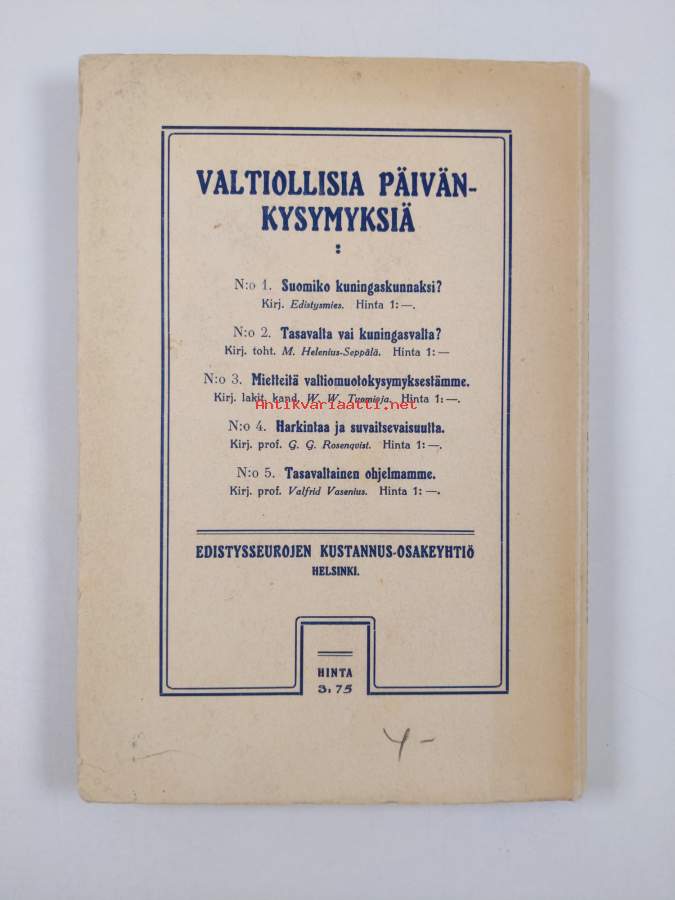 VALTIOLLISIA PÄIVÄN-
KYSYMYKSIÄ
:
N:o 1. Suomiko kuningaskunnaksi?
Kirj. Edistysmies. Hinta 1: —.
N:o 2. Tasavalta vai kuningasvalta?
Kirj. toht. M. Helenius-Seppälä. Hinta 1: —
N:o 3. Mietteitä valtiomuotokysymyksestämme.
Kirj. lakit. kand. W. W. Tuomioja. Hinta 1: —.
Antikvariaatti.net
N:o 4. Harkintaa ja suvaitsevaisuutta.
Kirj. prof. G. G. Rosenqvist. Hinta 1: —.
N:o 5. Tasavaltainen ohjelmamme.
Kirj. prof. Valfrid Vasenius. Hinta 1: —.
EDISTYSSEUROJEN KUSTANNUS-OSAKEYHTIÖ
HELSINKI.
HINTA
3: 75
4-